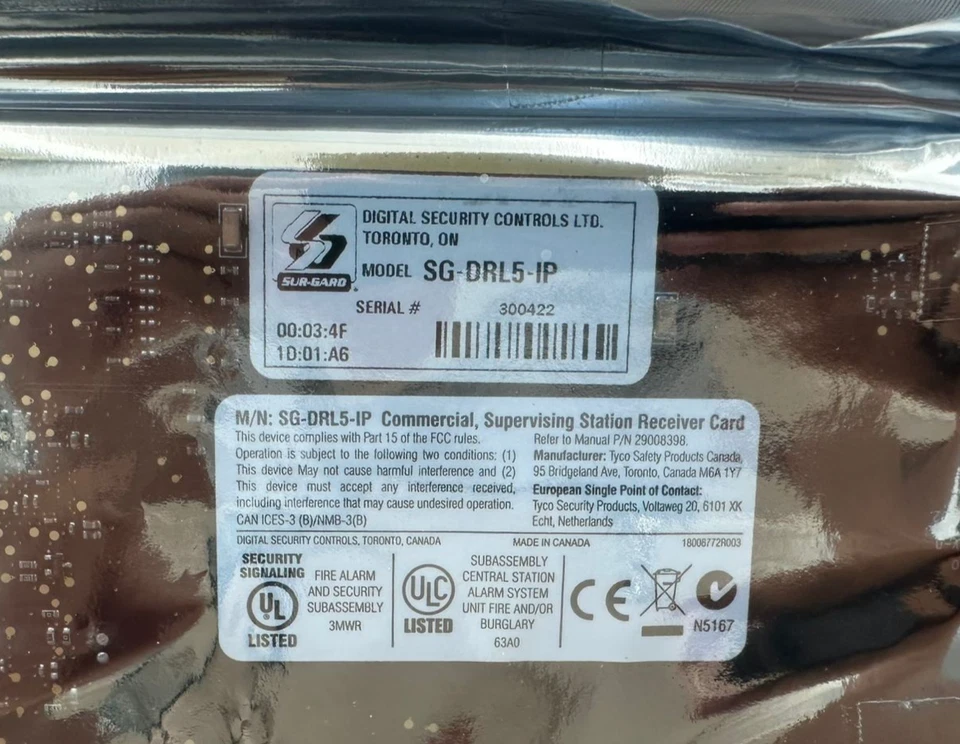 DIGITAL SECURITY CONTROLS LTD.
TORONTO, ON
SUR-GARD
MODEL SG-DRL5-IP
SERIAL # 300422
00:03:4F
1D:01:A6
M/N: SG-DRL5-IP Commercial, Supervising Station Receiver Card
This device complies with Part 15 of the FCC rules.
Operation is subject to the following two conditions: (1)
This device May not cause harmful interference and (2)
This device must accept any interference received,
including interference that may cause undesired operation.
CAN ICES-3 (B)/NMB-3(B)
Refer to Manual P/N 29008398.
Manufacturer: Tyco Safety Products Canada,
95 Bridgeland Ave, Toronto, Canada M6A 1Y7
European Single Point of Contact:
Tyco Security Products, Voltaweg 20, 6101 XK
Echt, Netherlands
DIGITAL SECURITY CONTROLS, TORONTO, CANADA MADE IN CANADA 18006772R003
SECURITY
SIGNALING
UL
LISTED
FIRE ALARM
AND SECURITY
SUBASSEMBLY
3MWR
ULC
LISTED
SUBASSEMBLY
CENTRAL STATION
ALARM SYSTEM
UNIT FIRE AND/OR
BURGLARY
63A0
CE
N5167